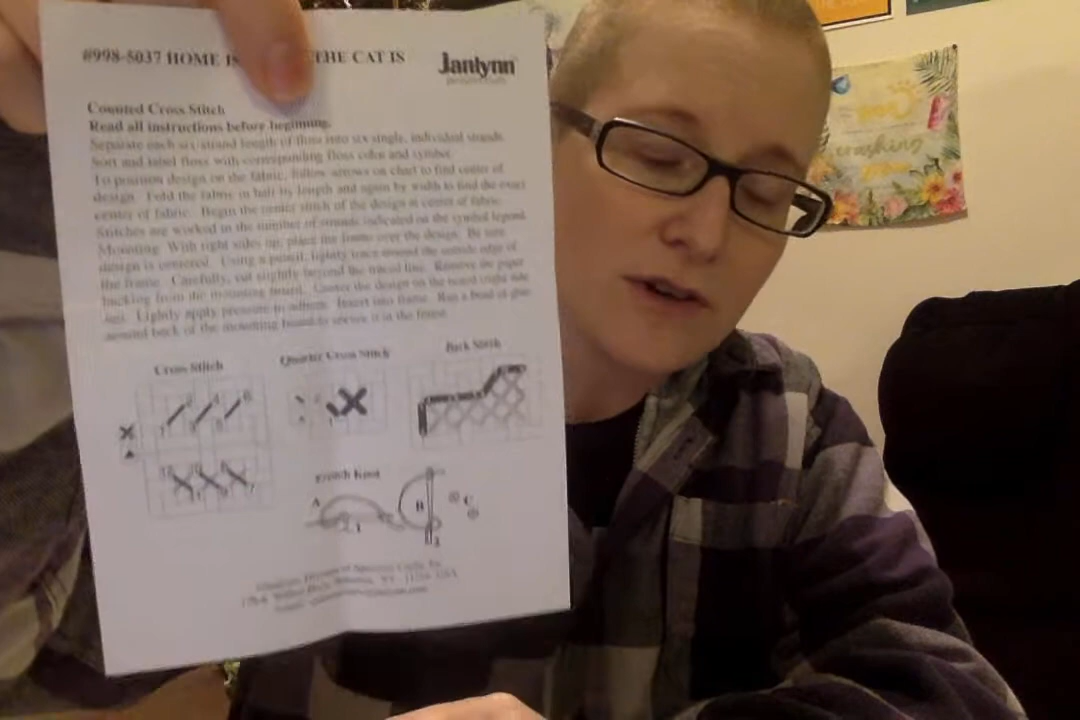 #998-5037 HOME IS THE CAT IS
Janlynn
Counted Cross Stitch
Read all instructions before beginning.
Separate each six-strand length of floss into six single, individual strands.
Sort and label floss with corresponding floss color and symbol.
To position design on the fabric, follow arrows on chart to find center of
design. Fold the fabric in half by length and again by width to find the exact
center of fabric. Begin the center stitch of the design at center of fabric.
Stitches are worked in the number of strands indicated on the symbol legend.
Mounting. With right sides up, place the frame over the design. Be sure
design is centered. Using a pencil, lightly trace around the outside edge of
the frame. Carefully, cut slightly beyond the traced line. Remove the paper
backing from the mounting board. Center the design on the board (right side
up). Lightly apply pressure to adhere. Insert into frame. Run a bead of glue
around back of the mounting board to secure it in the frame.
Cross Stitch
Quarter Cross Stitch
Back Stitch
French Knot
A
B
C
crashing